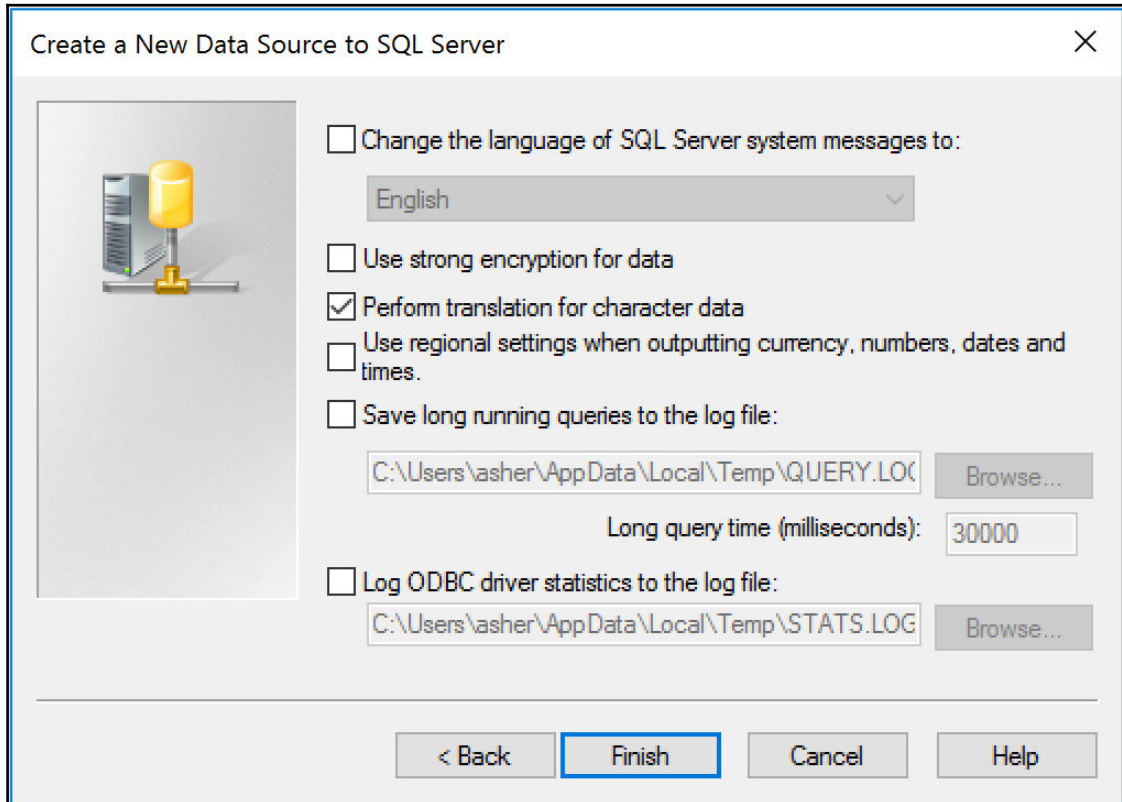 Create a New Data Source to SQL Server
Change the language of SQL Server system messages to:
English
Use strong encryption for data
Perform translation for character data
Use regional settings when outputting currency, numbers, dates and
times.
Save long running queries to the log file:
C:\Users\asher\AppData\Local\Temp\QUERY.LO
Browse...
Long query time (milliseconds):
30000
Log ODBC driver statistics to the log file:
C:\Users\asher\AppData\Local\Temp\STATS.LOG
Browse...
< Back
Finish
Cancel
Help